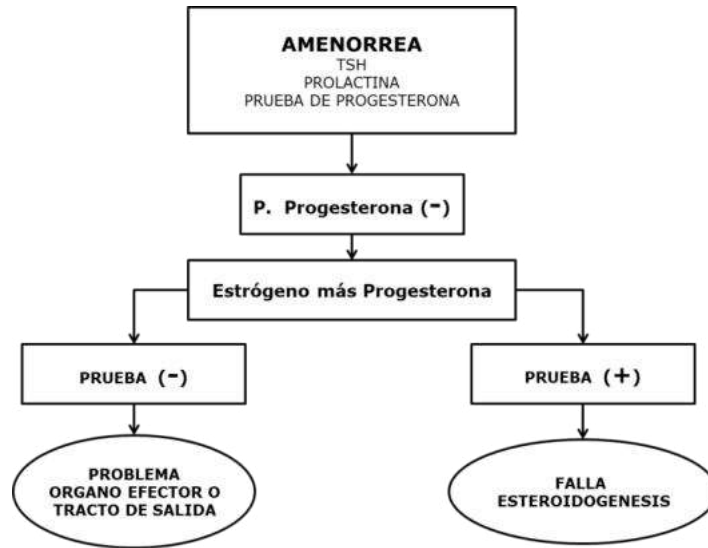 AMENORREA
TSH
PROLACTINA
PRUEBA DE PROGESTERONA
P. Progesterona (-)
Estrógeno más Progesterona
PRUEBA (-)
PRUEBA (+)
PROBLEMA
ORGANO EFECTOR O
TRACTO DE SALIDA
FALLA
ESTEROIDOGENESIS